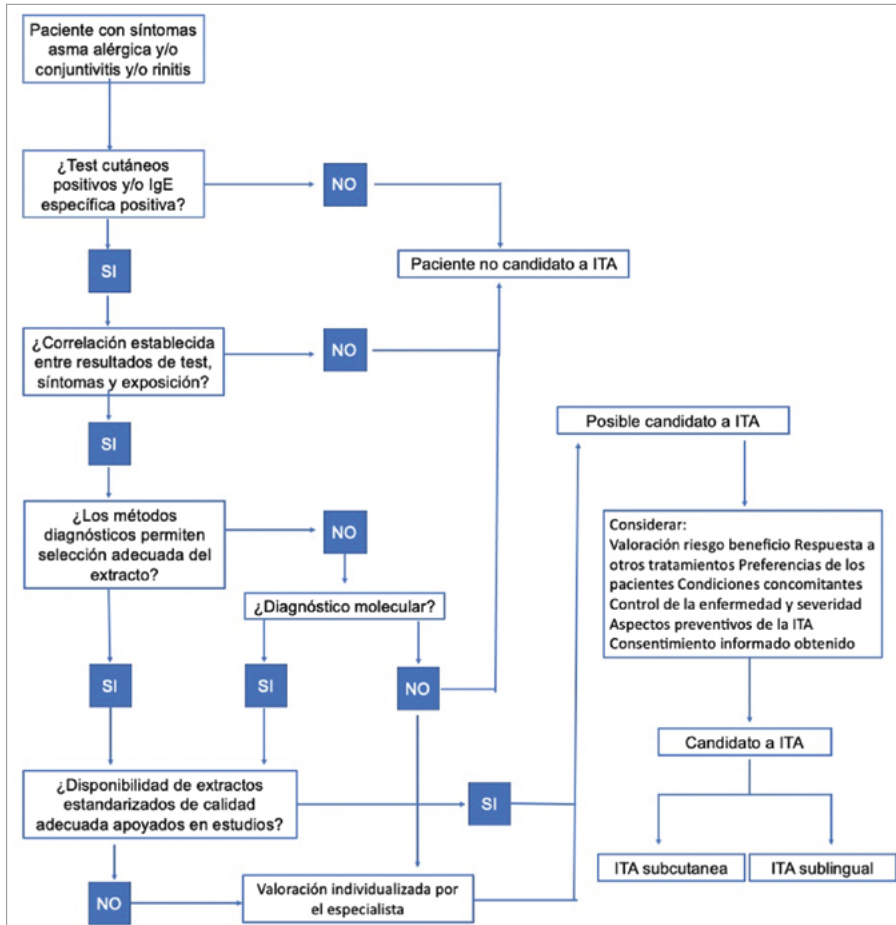 Paciente con síntomas
asma alérgica y/o
conjuntivitis y/o rinitis
¿Test cutáneos
positivos y/o IgE
específica positiva?
NO
SI
Paciente no candidato a ITA
¿Correlación establecida
entre resultados de test,
síntomas y exposición?
NO
SI
¿Los métodos
diagnósticos permiten
selección adecuada del
extracto?
NO
¿Diagnóstico molecular?
SI
SI
NO
¿Disponibilidad de extractos
estandarizados de calidad
adecuada apoyados en estudios?
SI
NO
Valoración individualizada por
el especialista
Posible candidato a ITA
Considerar:
Valoración riesgo beneficio Respuesta a
otros tratamientos Preferencias de los
pacientes Condiciones concomitantes
Control de la enfermedad y severidad
Aspectos preventivos de la ITA
Consentimiento informado obtenido
Candidato a ITA
ITA subcutanea
ITA sublingual